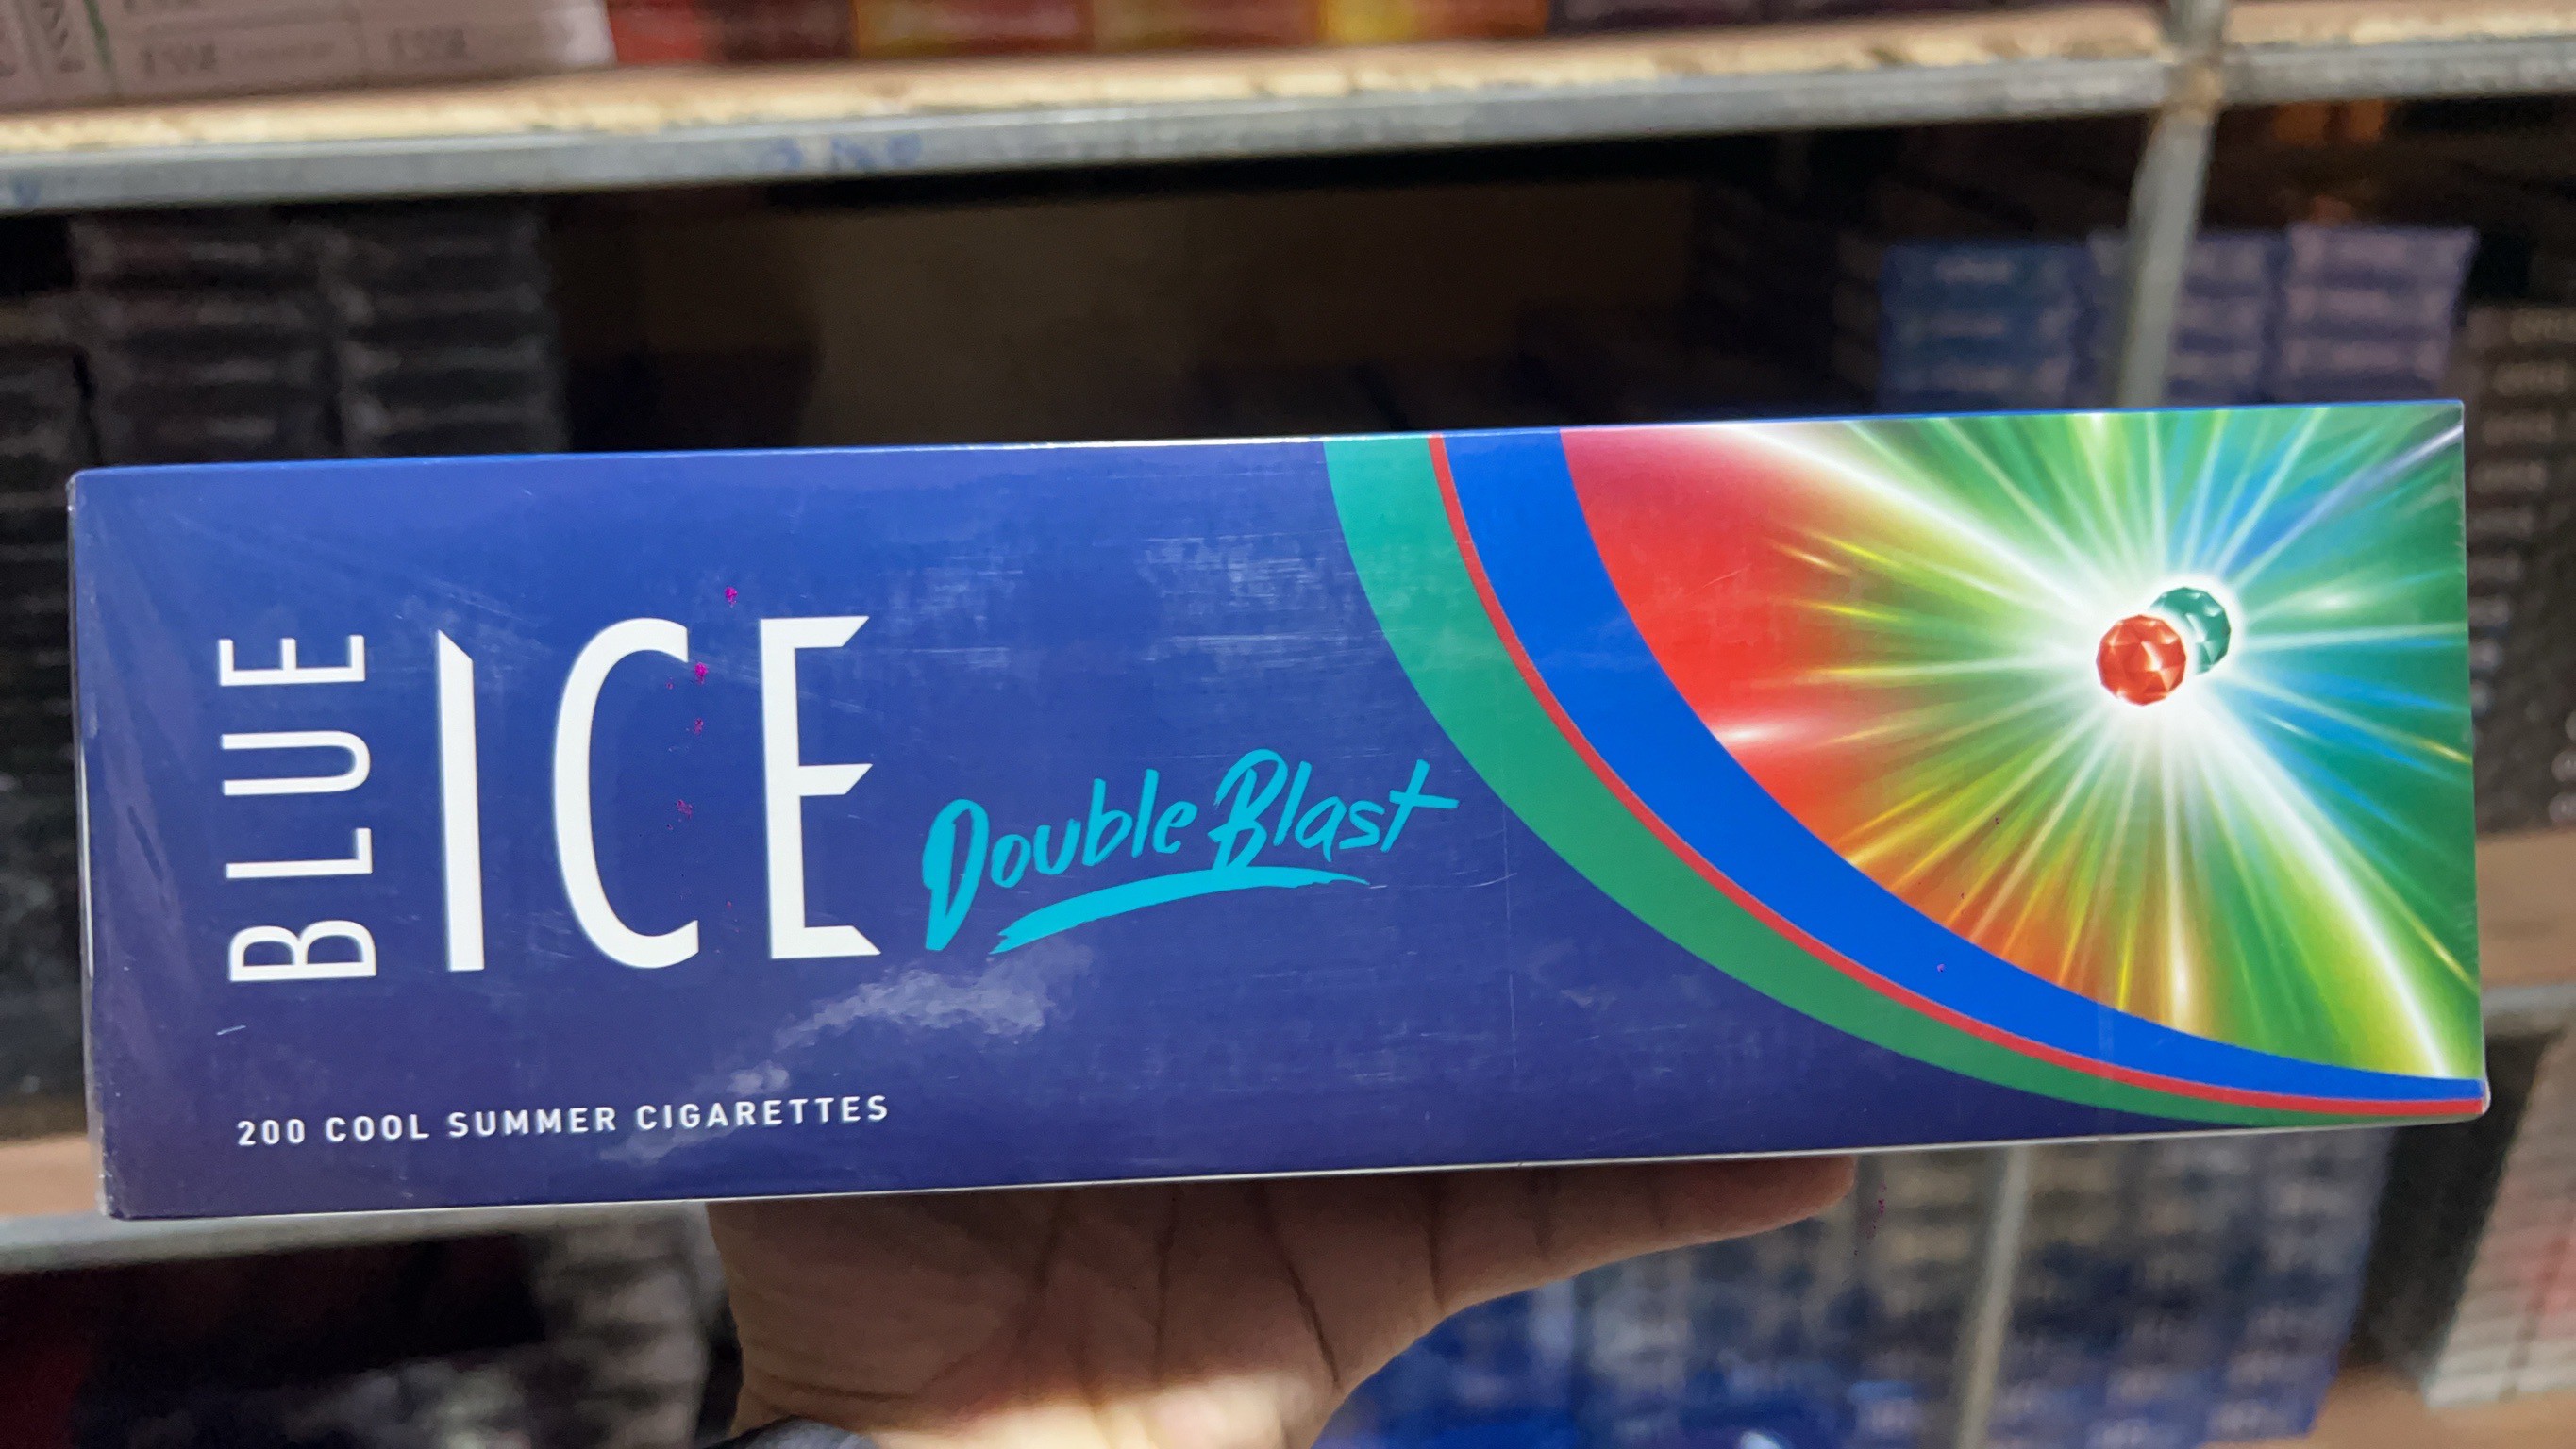 BLUE
ICE
Double Blast
200 COOL SUMMER CIGARETTES